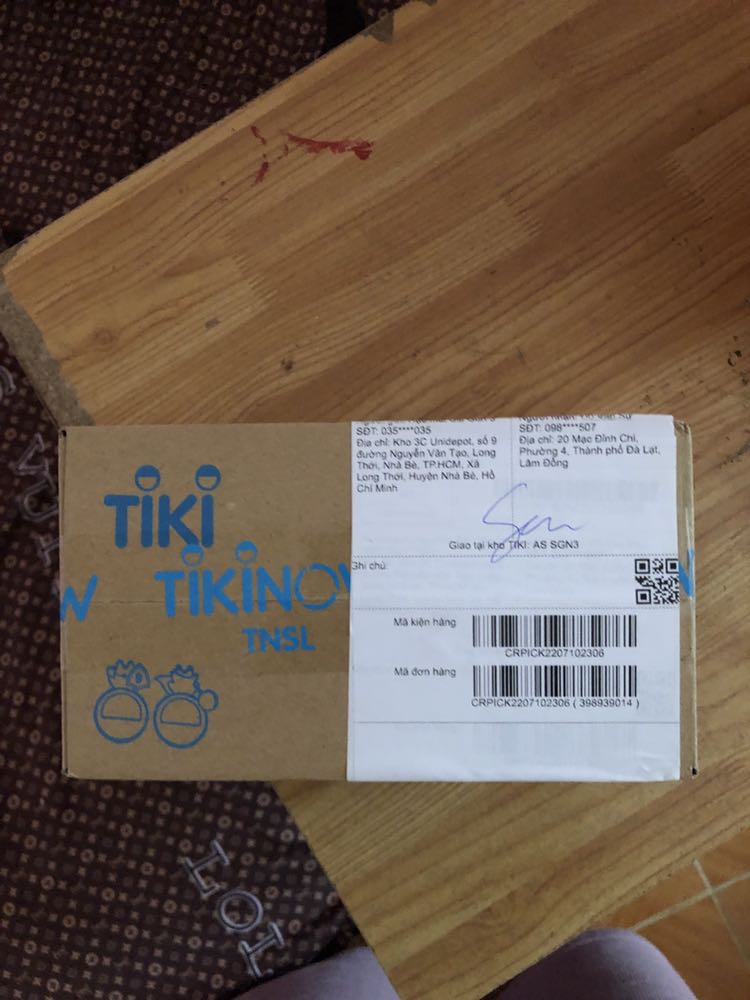 TIKI
TIKINOW
TNSL
W
SĐT: 035****035
Địa chỉ: Kho 3C Unidepot, số 9
đường Nguyễn Văn Tạo, Long
Thới, Nhà Bè, TP.HCM, Xã
Long Thới, Huyện Nhà Bè, Hồ
Chí Minh
SĐT: 098****507
Địa chỉ: 20 Mạc Đỉnh Chi,
Phường 4, Thành phố Đà Lạt,
Lâm Đồng
Giao tại kho TIKI: AS SGN3
Ghi chú:
Mã kiện hàng
CRPICK2207102306
Mã đơn hàng
CRPICK2207102306 ( 398939014 )
LOL